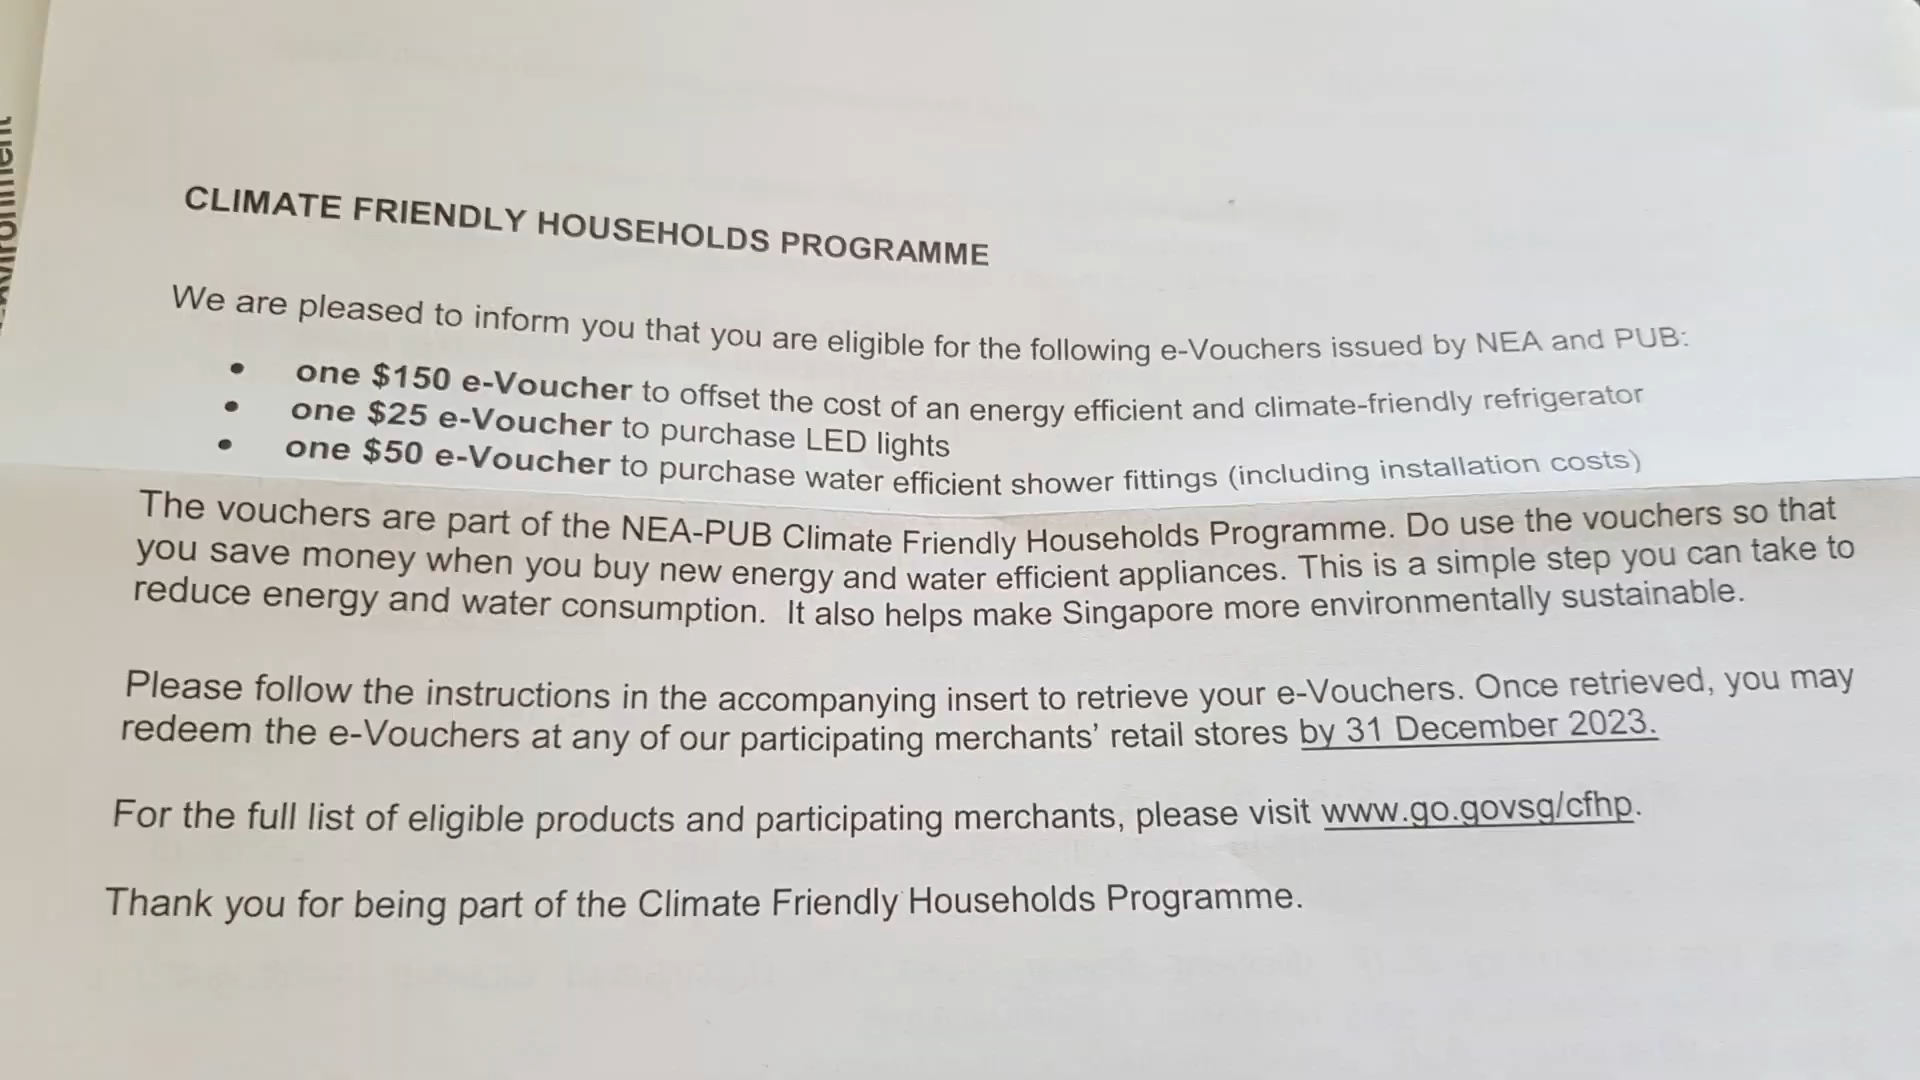 CLIMATE FRIENDLY HOUSEHOLDS PROGRAMME
We are pleased to inform you that you are eligible for the following e-Vouchers issued by NEA and PUB:
• one $150 e-Voucher to offset the cost of an energy efficient and climate-friendly refrigerator
• one $25 e-Voucher to purchase LED lights
• one $50 e-Voucher to purchase water efficient shower fittings (including installation costs)
The vouchers are part of the NEA-PUB Climate Friendly Households Programme. Do use the vouchers so that
you save money when you buy new energy and water efficient appliances. This is a simple step you can take to
reduce energy and water consumption. It also helps make Singapore more environmentally sustainable.
Please follow the instructions in the accompanying insert to retrieve your e-Vouchers. Once retrieved, you may
redeem the e-Vouchers at any of our participating merchants' retail stores by 31 December 2023.
For the full list of eligible products and participating merchants, please visit www.go.govsg/cfhp.
Thank you for being part of the Climate Friendly Households Programme.